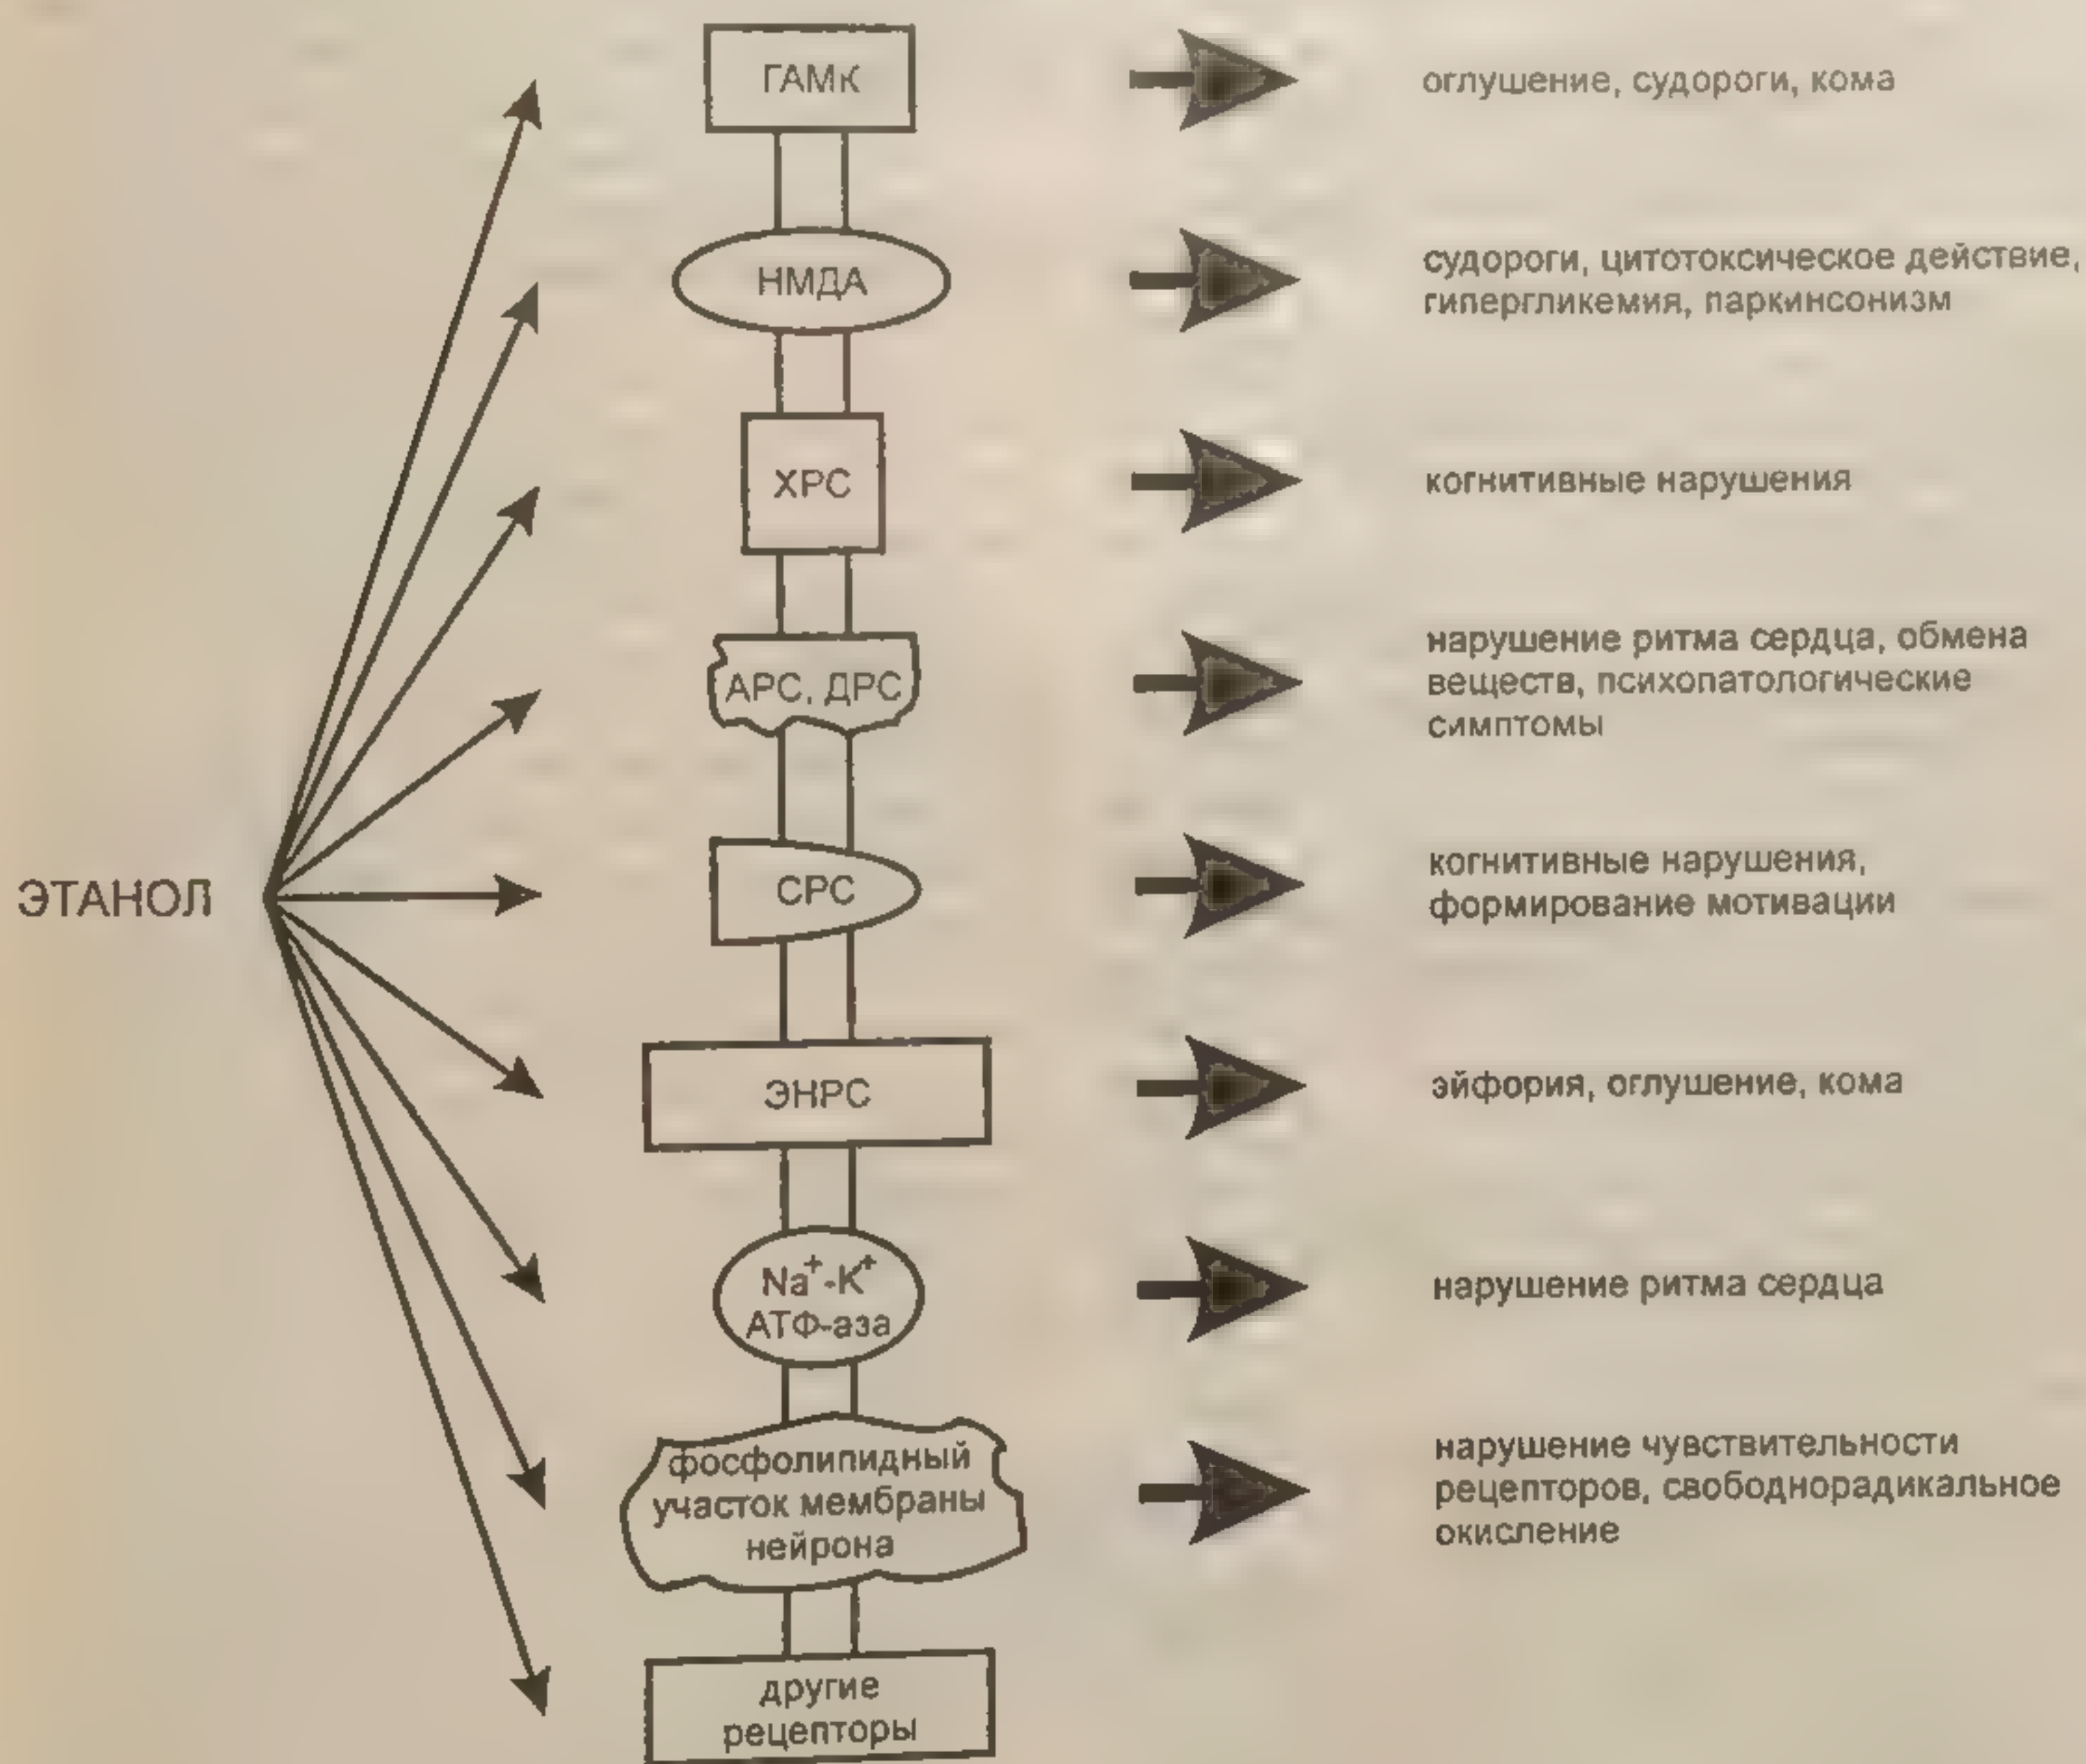 ГАМК
оглушение, судороги, кома
НМДА
судороги, цитотоксическое действие,
гипергликемия, паркинсонизм
ХРС
когнитивные нарушения
АРС, ДРС
нарушение ритма сердца, обмена
веществ, психопатологические
симптомы
ЭТАНОЛ
СРС
когнитивные нарушения,
формирование мотивации
ЭНРС
эйфория, оглушение, кома
Na⁺-K⁺
АТФ-аза
нарушение ритма сердца
фосфолипидный
участок мембраны
нейрона
нарушение чувствительности
рецепторов, свободнорадикальное
окисление
другие
рецепторы